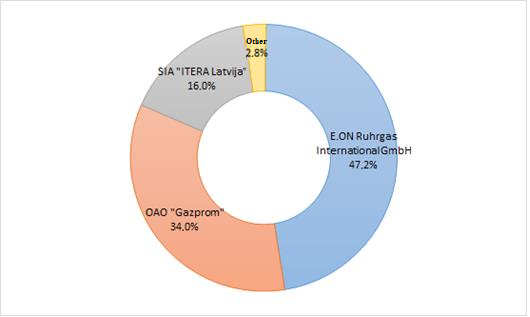 Other
2.8%
SIA "ITERA Latvija"
16,0%
E.ON Ruhrgas
InternationalGmbH
47,2%
OAO "Gazprom"
34,0%